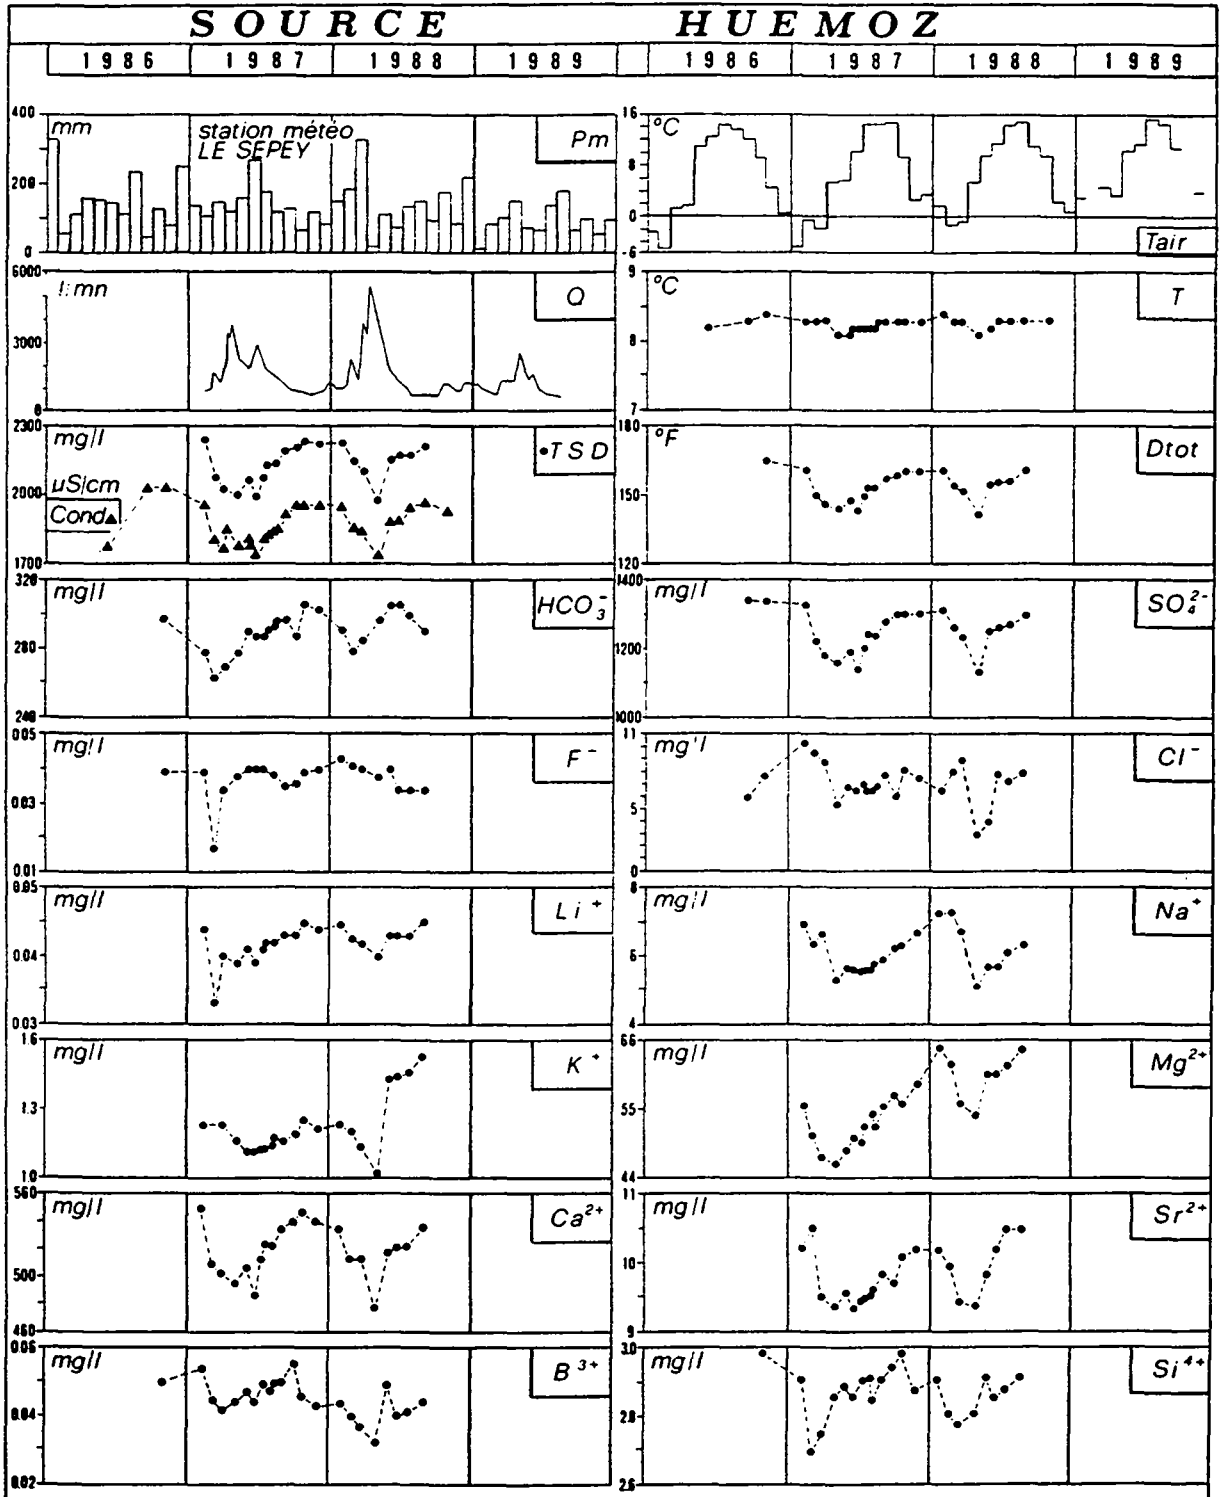 SOURCE HUEMOZ
1986 1987 1988 1989 1986 1987 1988 1989
400
200
0
mm
station météo
LE SEPEY
Pm
16
8
0
-6
°C
Tair
6000
3000
0
l/mn
Q
9
8
7
°C
T
2300
2000
1700
mg/l
µS/cm
Cond▲
•TSD
180
150
120
°F
Dtot
320
280
240
mg/l
HCO₃⁻
1400
1200
1000
mg/l
SO₄²⁻
0.05
0.03
0.01
mg/l
F⁻
11
5
0
mg/l
Cl⁻
0.05
0.04
0.03
mg/l
Li⁺
8
6
4
mg/l
Na⁺
1.6
1.3
1.0
mg/l
K⁺
66
55
44
mg/l
Mg²⁺
560
500
460
mg/l
Ca²⁺
11
10
9
mg/l
Sr²⁺
0.06
0.04
0.02
mg/l
B³⁺
3.0
2.8
2.6
mg/l
Si⁴⁺